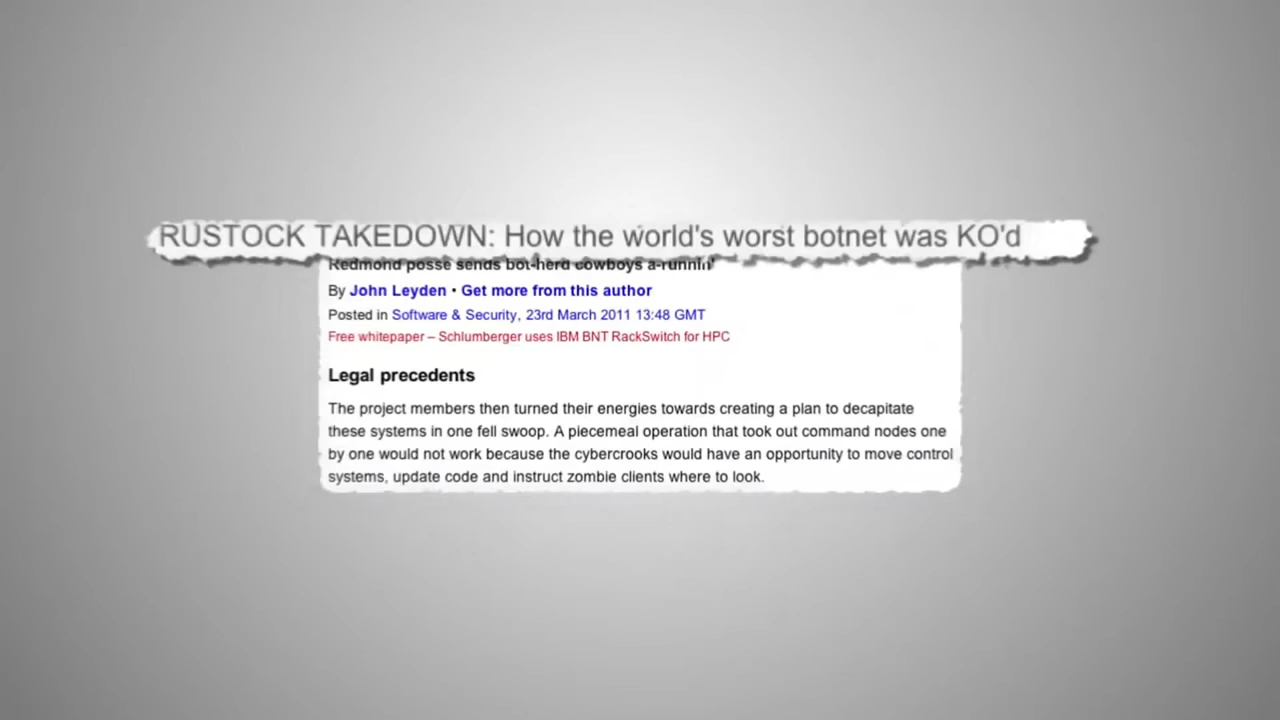 RUSTOCK TAKEDOWN: How the world's worst botnet was KO'd
Redmond posse sends bot-herd cowboys a-runnin'
By John Leyden • Get more from this author
Posted in Software & Security, 23rd March 2011 13:48 GMT
Free whitepaper – Schlumberger uses IBM BNT RackSwitch for HPC
Legal precedents
The project members then turned their energies towards creating a plan to decapitate
these systems in one fell swoop. A piecemeal operation that took out command nodes one
by one would not work because the cybercrooks would have an opportunity to move control
systems, update code and instruct zombie clients where to look.